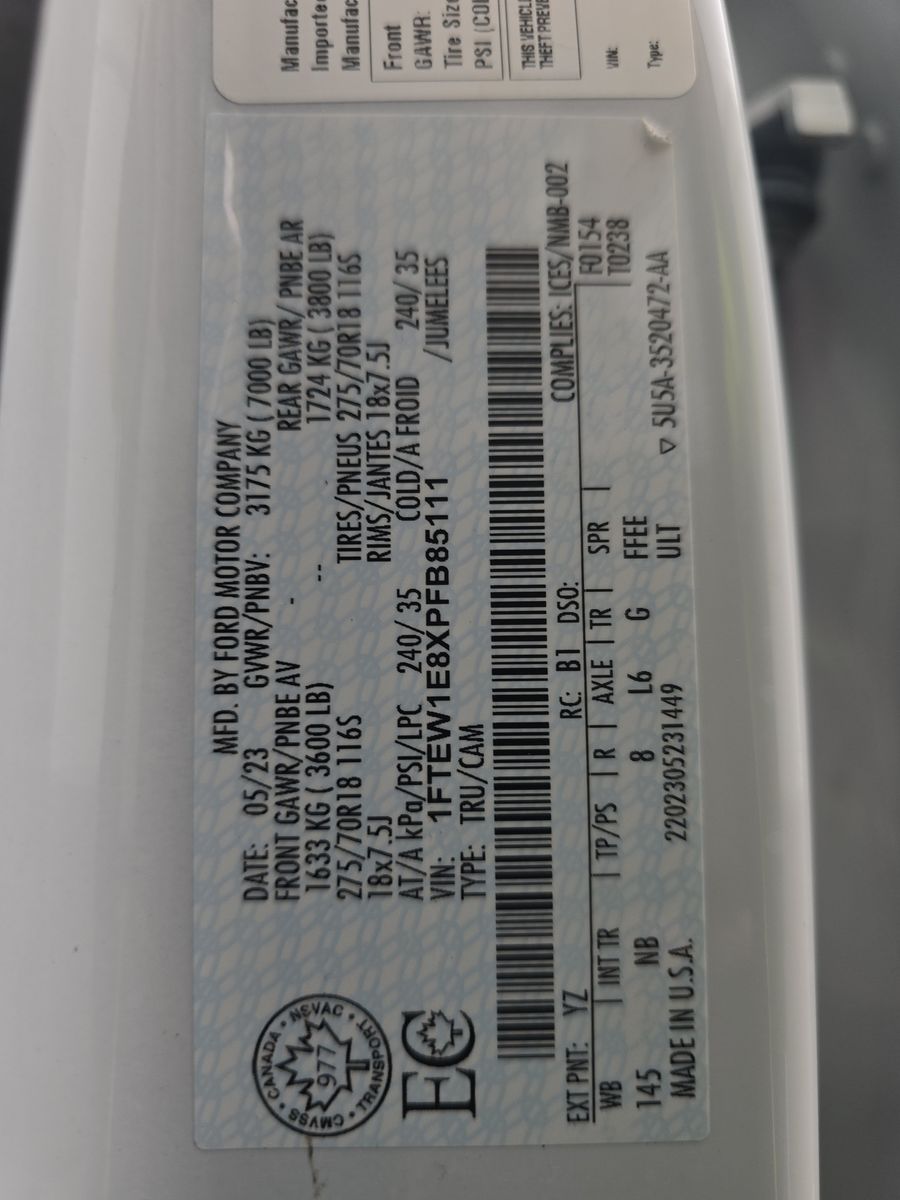 MFD. BY FORD MOTOR COMPANY
DATE: 05/23 GVWR/PNBV: 3175 KG ( 7000 LB)
FRONT GAWR/PNBE AV - REAR GAWR/ PNBE AR
1633 KG ( 3600 LB) -- 1724 KG ( 3800 LB)
275/70R18 116S TIRES/PNEUS 275/70R18 116S
18x7.5J RIMS/JANTES 18x7.5J
AT/A kPa/PSI/LPC 240/ 35 COLD/A FROID 240/ 35
VIN: 1FTEW1E8XPFB85111 /JUMELEES
TYPE: TRU/CAM
CANADA • NSVAC • TRANSPORT • CMVSS •
977
EC
RC: B1 DSO: COMPLIES: ICES/NMB-002
EXT PNT: YZ F0154
WB | INT TR | TP/PS | R | AXLE | TR | SPR | T0238
145 NB 8 L6 G FFEE
MADE IN U.S.A. 2202305231449 ULT ▽ 5U5A-3520472-AA
Manufac
Importe
Manufac
Front
GAWR:
Tire Size
PSI (CO
THIS VEHICL
THEFT PREVE
VIN:
Type: